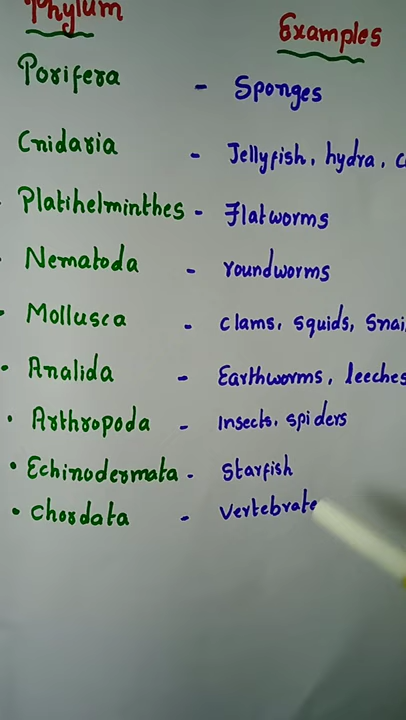 Phylum Examples
Porifera - Sponges
Cnidaria - Jellyfish, hydra, c
Platihelminthes - Flatworms
Nematoda - roundworms
• Mollusca - clams, squids, Snai
• Analida - Earthworms, leeches
• Arthropoda - Insects, spiders
• Echinodermata - Starfish
• Chordata - Vertebrate